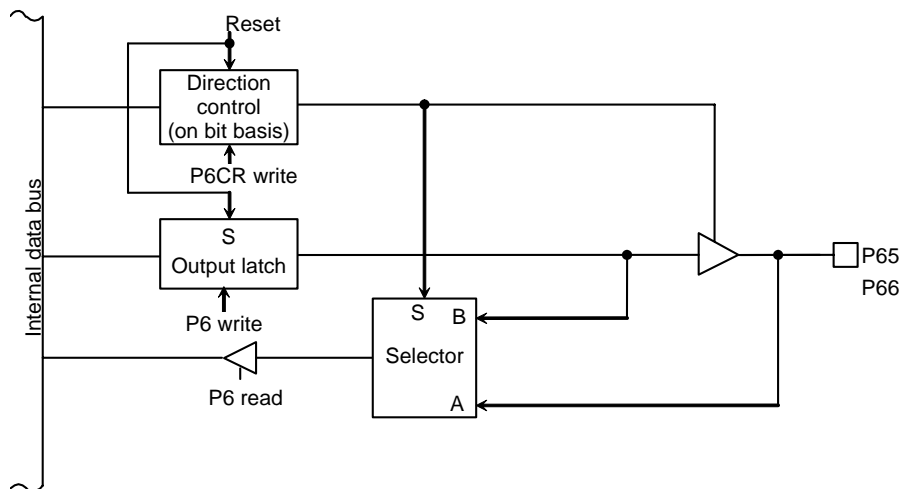 Reset
Direction
control
(on bit basis)
P6CR write
Internal data bus
S
Output latch
P65
P66
P6 write
S
B
Selector
A
P6 read